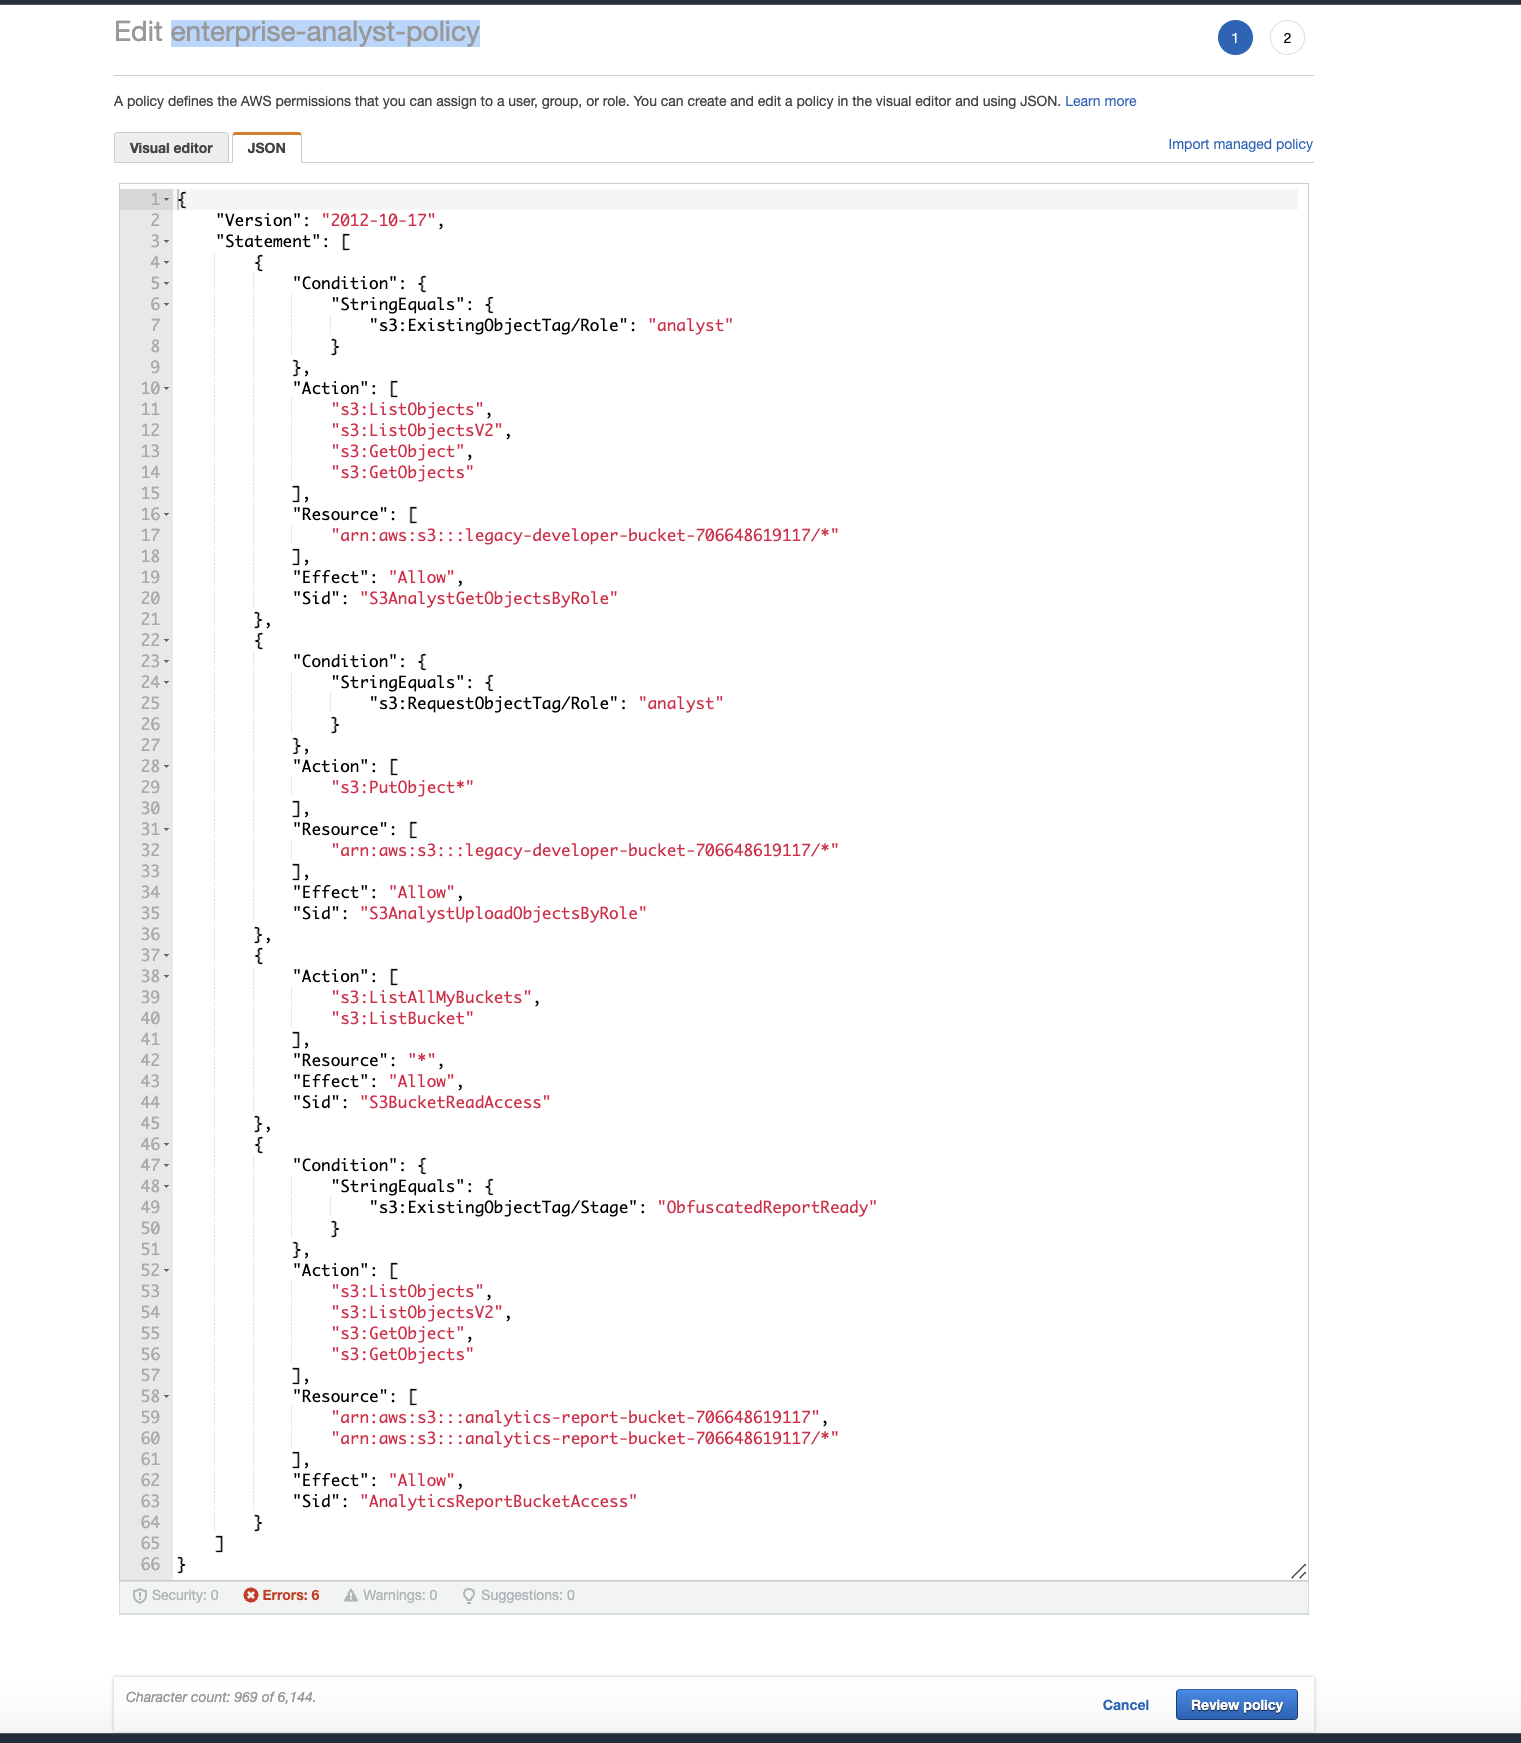 Edit enterprise-analyst-policy
1 2
A policy defines the AWS permissions that you can assign to a user, group, or role. You can create and edit a policy in the visual editor and using JSON. Learn more
Visual editor JSON Import managed policy
1 {
2 "Version": "2012-10-17",
3 "Statement": [
4 {
5 "Condition": {
6 "StringEquals": {
7 "s3:ExistingObjectTag/Role": "analyst"
8 }
9 },
10 "Action": [
11 "s3:ListObjects",
12 "s3:ListObjectsV2",
13 "s3:GetObject",
14 "s3:GetObjects"
15 ],
16 "Resource": [
17 "arn:aws:s3:::legacy-developer-bucket-706648619117/*"
18 ],
19 "Effect": "Allow",
20 "Sid": "S3AnalystGetObjectsByRole"
21 },
22 {
23 "Condition": {
24 "StringEquals": {
25 "s3:RequestObjectTag/Role": "analyst"
26 }
27 },
28 "Action": [
29 "s3:PutObject*"
30 ],
31 "Resource": [
32 "arn:aws:s3:::legacy-developer-bucket-706648619117/*"
33 ],
34 "Effect": "Allow",
35 "Sid": "S3AnalystUploadObjectsByRole"
36 },
37 {
38 "Action": [
39 "s3:ListAllMyBuckets",
40 "s3:ListBucket"
41 ],
42 "Resource": "*",
43 "Effect": "Allow",
44 "Sid": "S3BucketReadAccess"
45 },
46 {
47 "Condition": {
48 "StringEquals": {
49 "s3:ExistingObjectTag/Stage": "ObfuscatedReportReady"
50 }
51 },
52 "Action": [
53 "s3:ListObjects",
54 "s3:ListObjectsV2",
55 "s3:GetObject",
56 "s3:GetObjects"
57 ],
58 "Resource": [
59 "arn:aws:s3:::analytics-report-bucket-706648619117",
60 "arn:aws:s3:::analytics-report-bucket-706648619117/*"
61 ],
62 "Effect": "Allow",
63 "Sid": "AnalyticsReportBucketAccess"
64 }
65 ]
66 }
Security: 0 Errors: 6 Warnings: 0 Suggestions: 0
Character count: 969 of 6,144.
Cancel Review policy